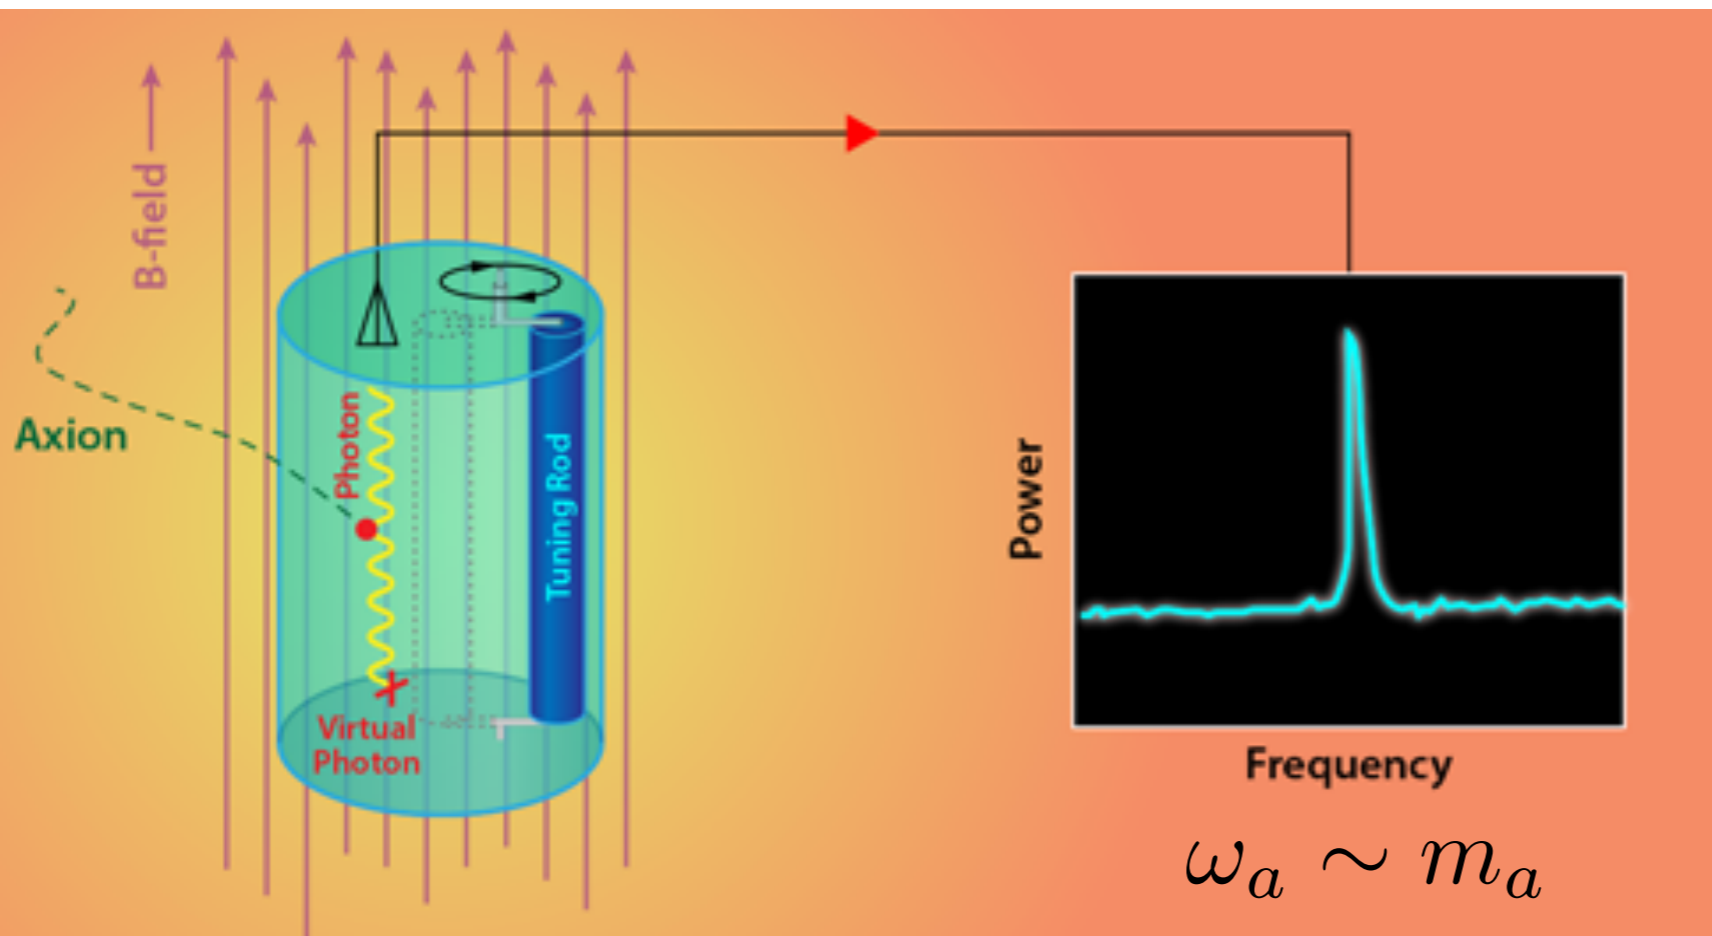 B-field
Axion
Photon
Tuning Rod
Virtual
Photon
Power
Frequency
ωₐ ~ mₐ